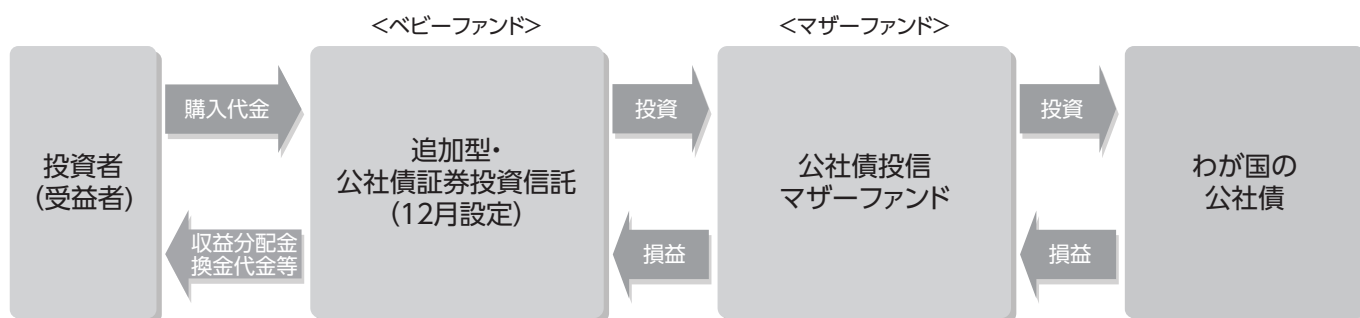 <ベビーファンド>
<マザーファンド>
投資者
(受益者)
購入代金
収益分配金
換金代金等
追加型・
公社債証券投資信託
(12月設定)
投資
損益
公社債投信
マザーファンド
投資
損益
わが国の
公社債